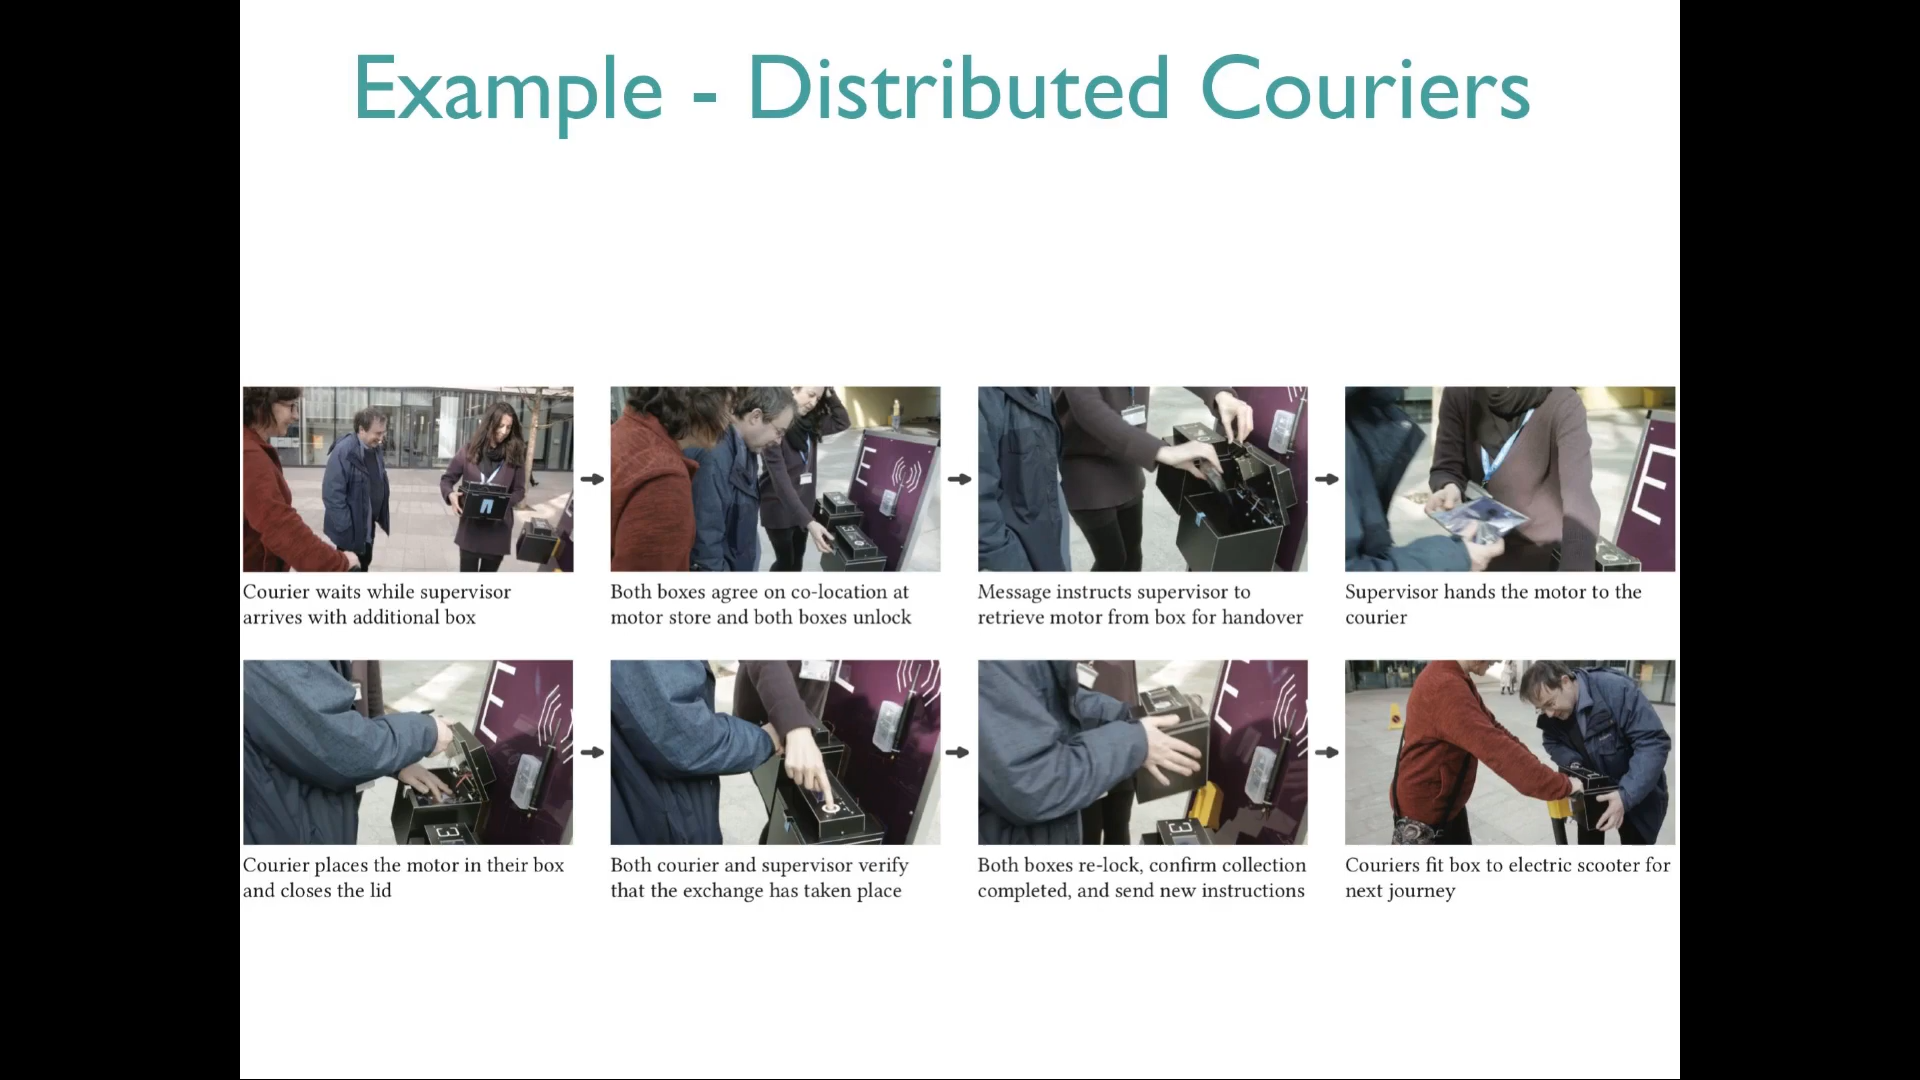 Example - Distributed Couriers
Courier waits while supervisor
arrives with additional box
Both boxes agree on co-location at
motor store and both boxes unlock
Message instructs supervisor to
retrieve motor from box for handover
Supervisor hands the motor to the
courier
Courier places the motor in their box
and closes the lid
Both courier and supervisor verify
that the exchange has taken place
Both boxes re-lock, confirm collection
completed, and send new instructions
Couriers fit box to electric scooter for
next journey
E
E